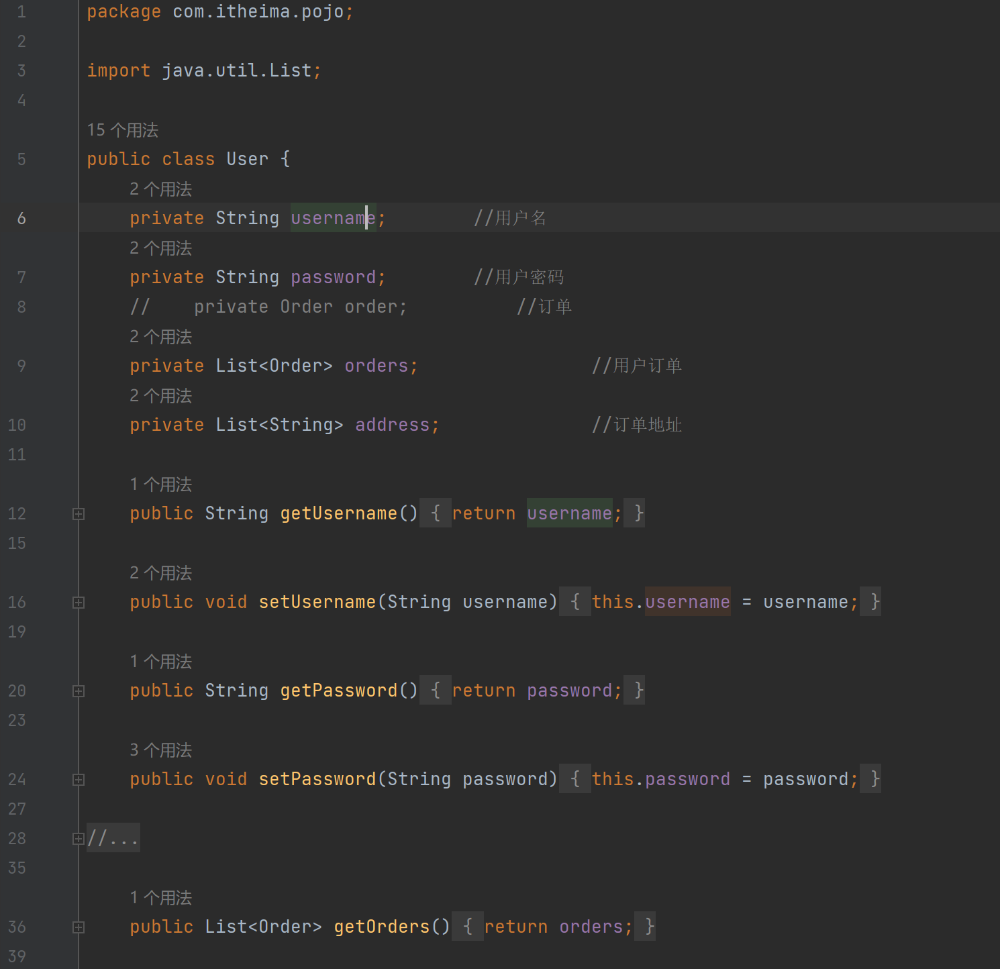 1 package com.itheima.pojo;
2
3 import java.util.List;
4
15 个用法
5 public class User {
2 个用法
6 private String username; //用户名
2 个用法
7 private String password; //用户密码
8 // private Order order; //订单
2 个用法
9 private List<Order> orders; //用户订单
2 个用法
10 private List<String> address; //订单地址
11
1 个用法
12 public String getUsername() { return username; }
15
2 个用法
16 public void setUsername(String username) { this.username = username; }
19
1 个用法
20 public String getPassword() { return password; }
23
3 个用法
24 public void setPassword(String password) { this.password = password; }
27
28 //...
35
1 个用法
36 public List<Order> getOrders() { return orders; }
39